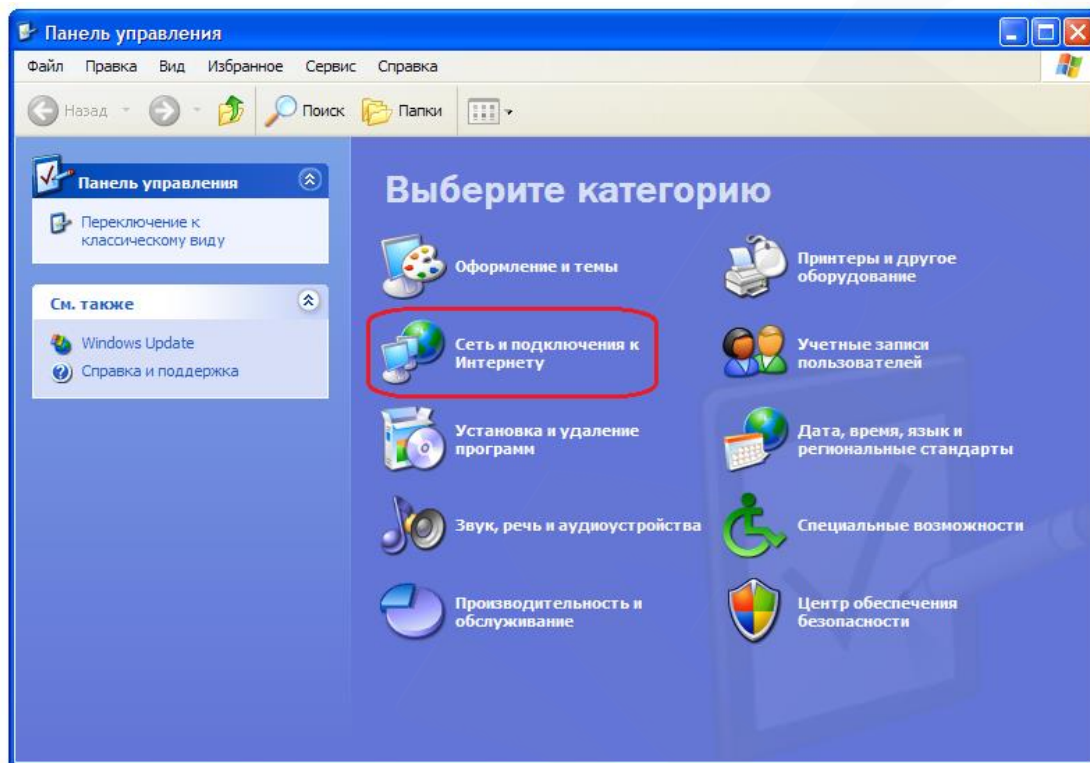 Панель управления
Файл Правка Вид Избранное Сервис Справка
Назад Поиск Папки
Панель управления
Переключение к
классическому виду
См. также
Windows Update
Справка и поддержка
Выберите категорию
Оформление и темы
Принтеры и другое
оборудование
Сеть и подключения к
Интернету
Учетные записи
пользователей
Установка и удаление
программ
Дата, время, язык и
региональные стандарты
Звук, речь и аудиоустройства
Специальные возможности
Производительность и
обслуживание
Центр обеспечения
безопасности